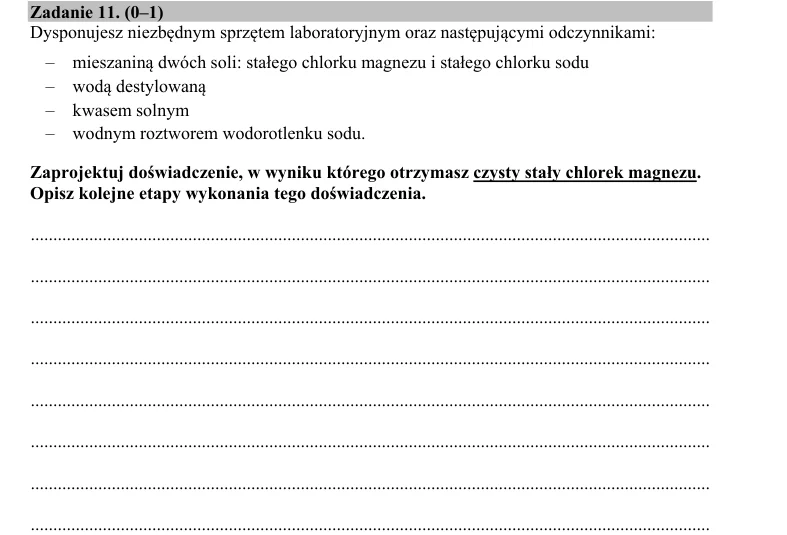 Zadanie 11. (0–1)
Dysponujesz niezbędnym sprzętem laboratoryjnym oraz następującymi odczynnikami:
– mieszaniną dwóch soli: stałego chlorku magnezu i stałego chlorku sodu
– wodą destylowaną
– kwasem solnym
– wodnym roztworem wodorotlenku sodu.
Zaprojektuj doświadczenie, w wyniku którego otrzymasz czysty stały chlorek magnezu.
Opisz kolejne etapy wykonania tego doświadczenia.